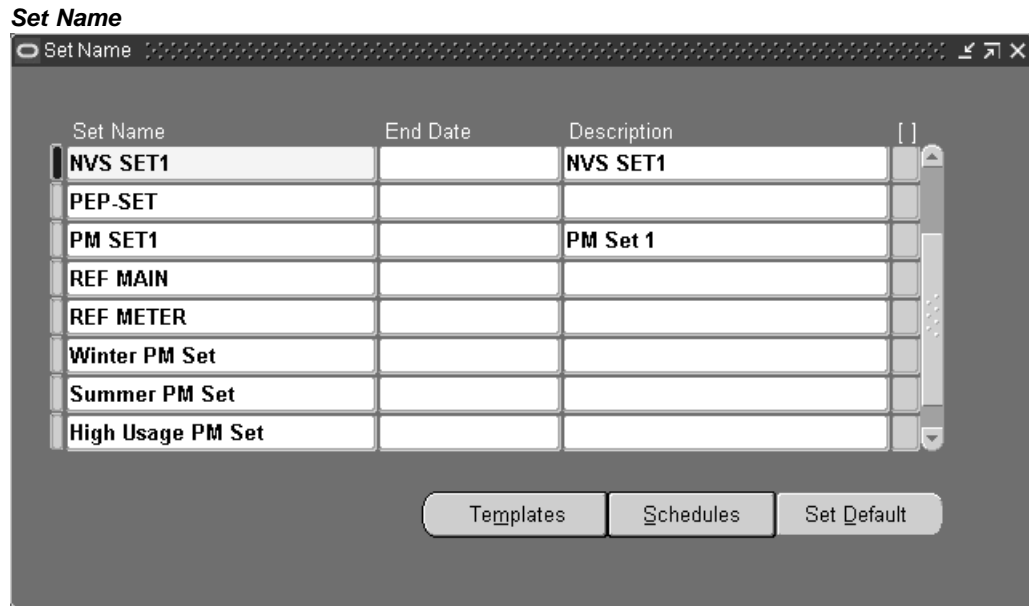 Set Name
Set Name
Set Name End Date Description [ ]
NVS SET1 NVS SET1
PEP-SET
PM SET1 PM Set 1
REF MAIN
REF METER
Winter PM Set
Summer PM Set
High Usage PM Set
Templates Schedules Set Default